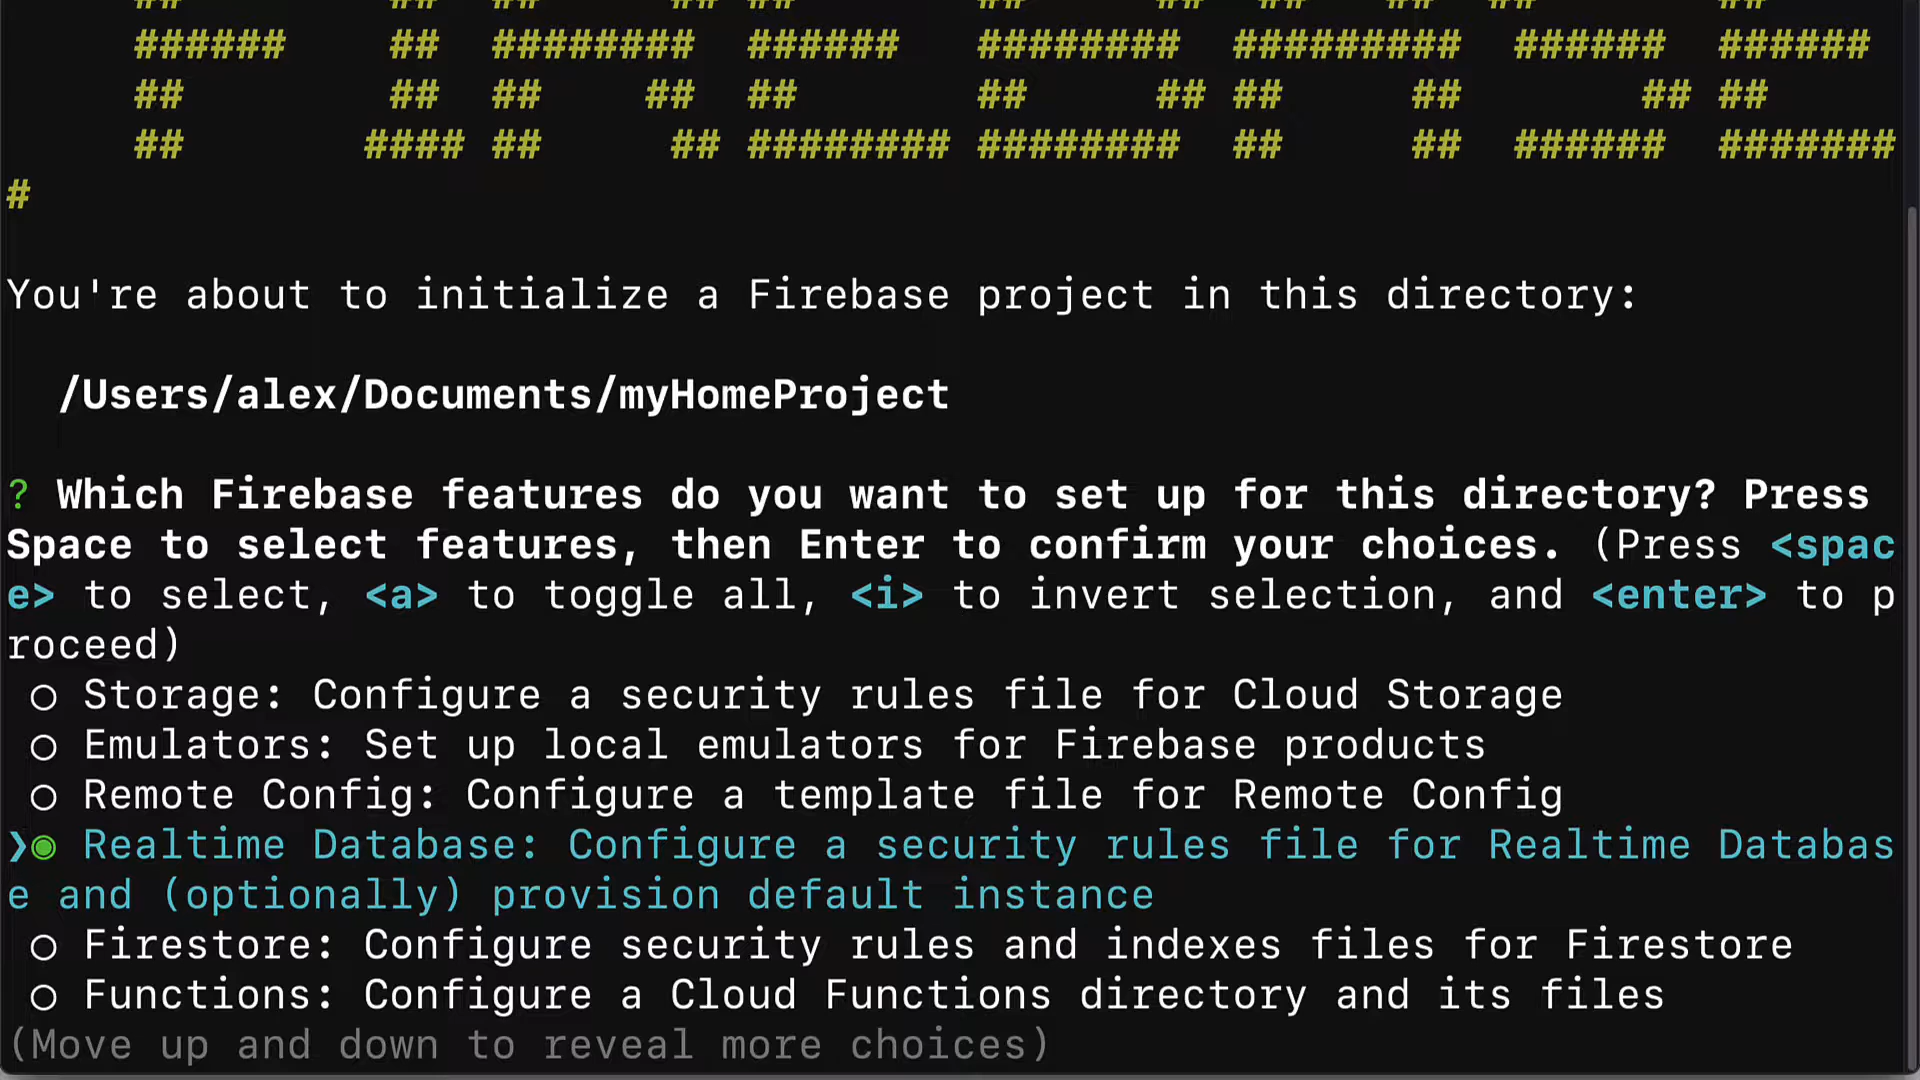 ##        ##  ##      ## ##        ##      ##  ##    ##  ##      ##
######    ##  ######## ######   ########  #########  ######  ######
##        ##  ##    ##  ##       ##     ## ##     ##       ## ##
##       #### ##     ## ######## ########  ##     ##  ######  #######
#
You're about to initialize a Firebase project in this directory:
/Users/alex/Documents/myHomeProject
? Which Firebase features do you want to set up for this directory? Press
Space to select features, then Enter to confirm your choices. (Press <spac
e> to select, <a> to toggle all, <i> to invert selection, and <enter> to p
roceed)
○ Storage: Configure a security rules file for Cloud Storage
○ Emulators: Set up local emulators for Firebase products
○ Remote Config: Configure a template file for Remote Config
❯◉ Realtime Database: Configure a security rules file for Realtime Databas
e and (optionally) provision default instance
○ Firestore: Configure security rules and indexes files for Firestore
○ Functions: Configure a Cloud Functions directory and its files
(Move up and down to reveal more choices)